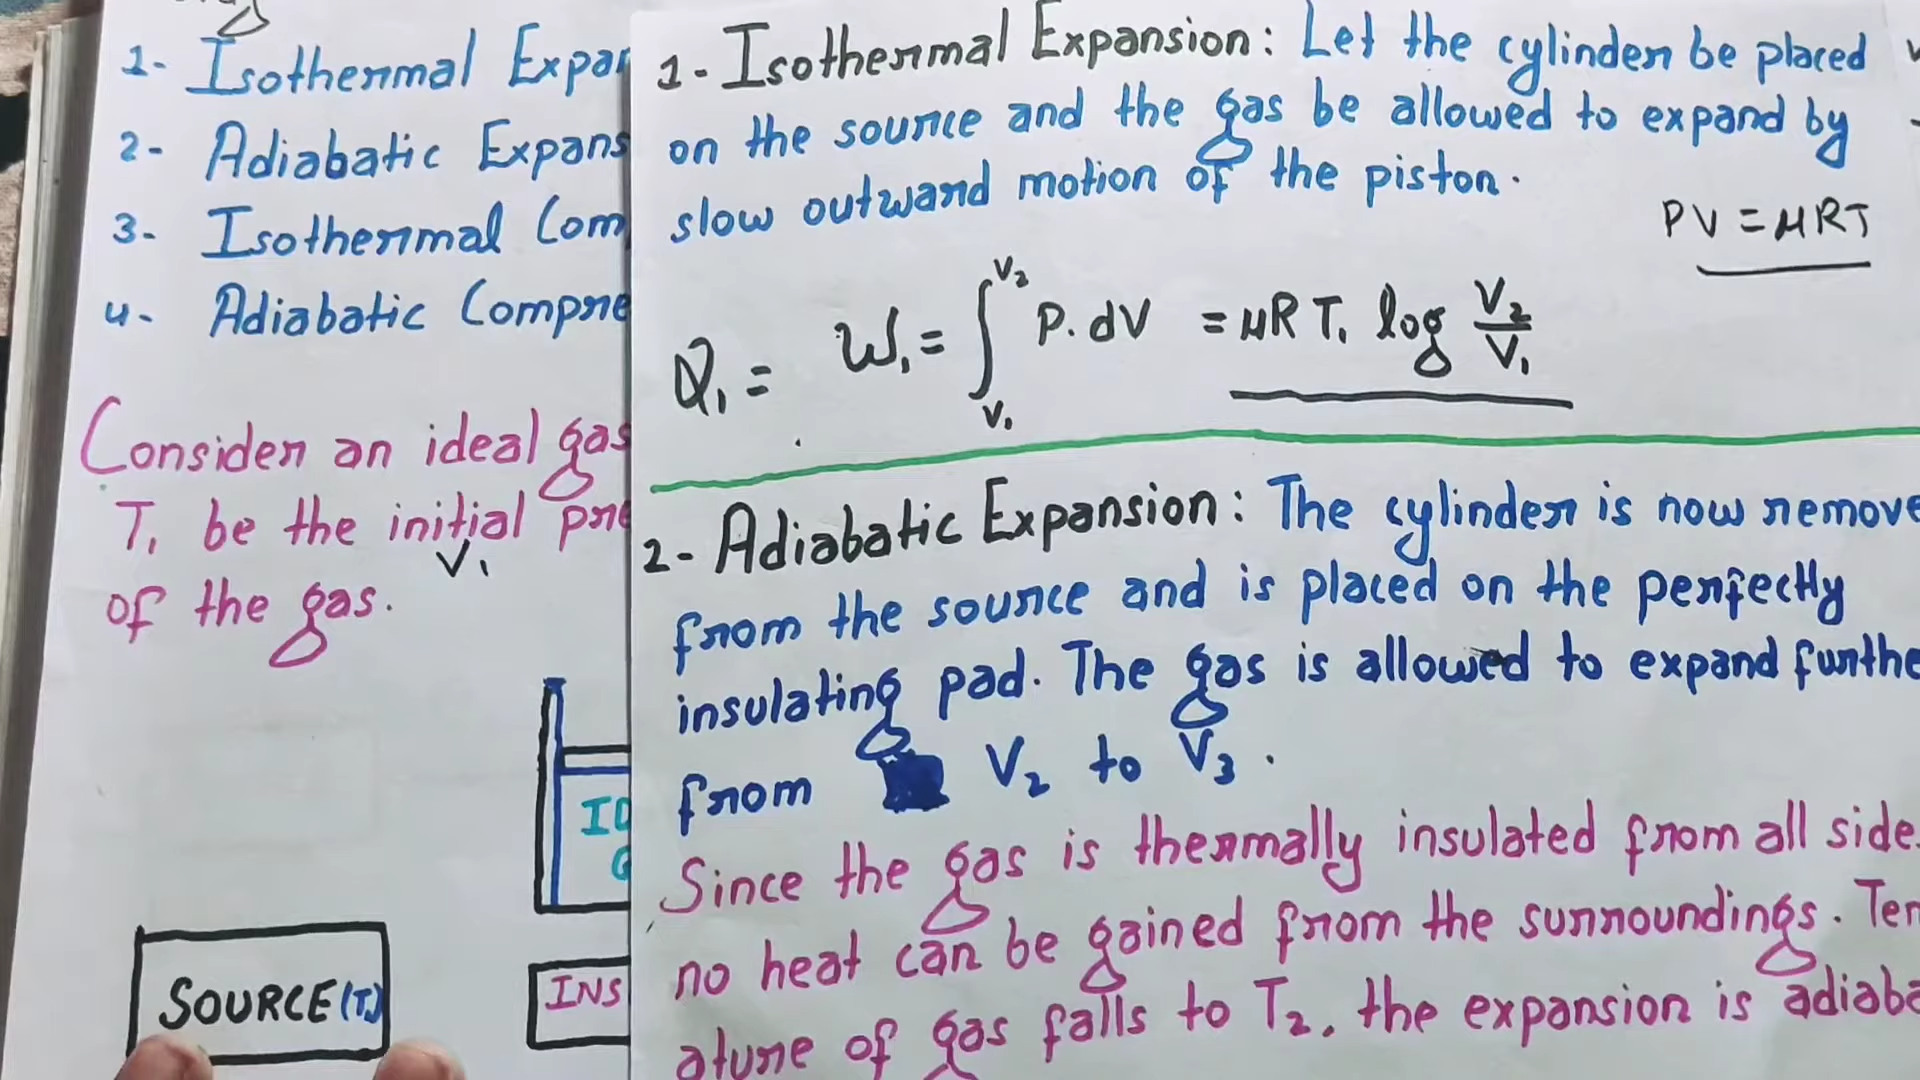 1- Isothermal Expan
2- Adiabatic Expans
3- Isothermal Com
4- Adiabatic Compre
Consider an ideal gas
T₁ be the initial pre
V₁
of the gas.
ID
G
SOURCE(T₁)
INS
1- Isothermal Expansion: Let the cylinder be placed
on the source and the gas be allowed to expand by
slow outward motion of the piston.
PV = μRT
Q₁ = W₁ = ∫ V₂ V₁ P. dV = μRT₁ log V₂/V₁
2- Adiabatic Expansion: The cylinder is now remove
from the source and is placed on the perfectly
insulating pad. The gas is allowed to expand furthe
from V₂ to V₃.
Since the gas is thermally insulated from all side
no heat can be gained from the surroundings. Tem
ature of gas falls to T₂, the expansion is adiaba